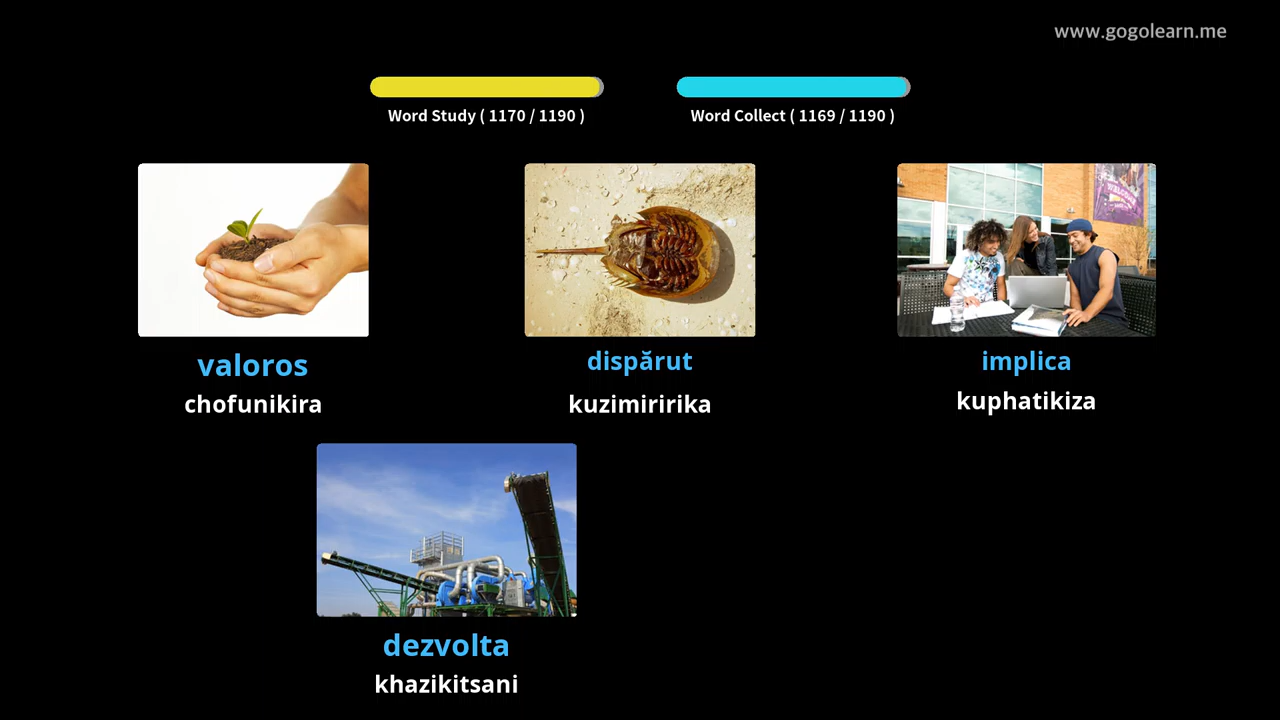 www.gogolearn.me
Word Study ( 1170 / 1190 )
Word Collect ( 1169 / 1190 )
valoros
chofunikira
dispărut
kuzimiririka
implica
kuphatikiza
WELCOME
dezvolta
khazikitsani